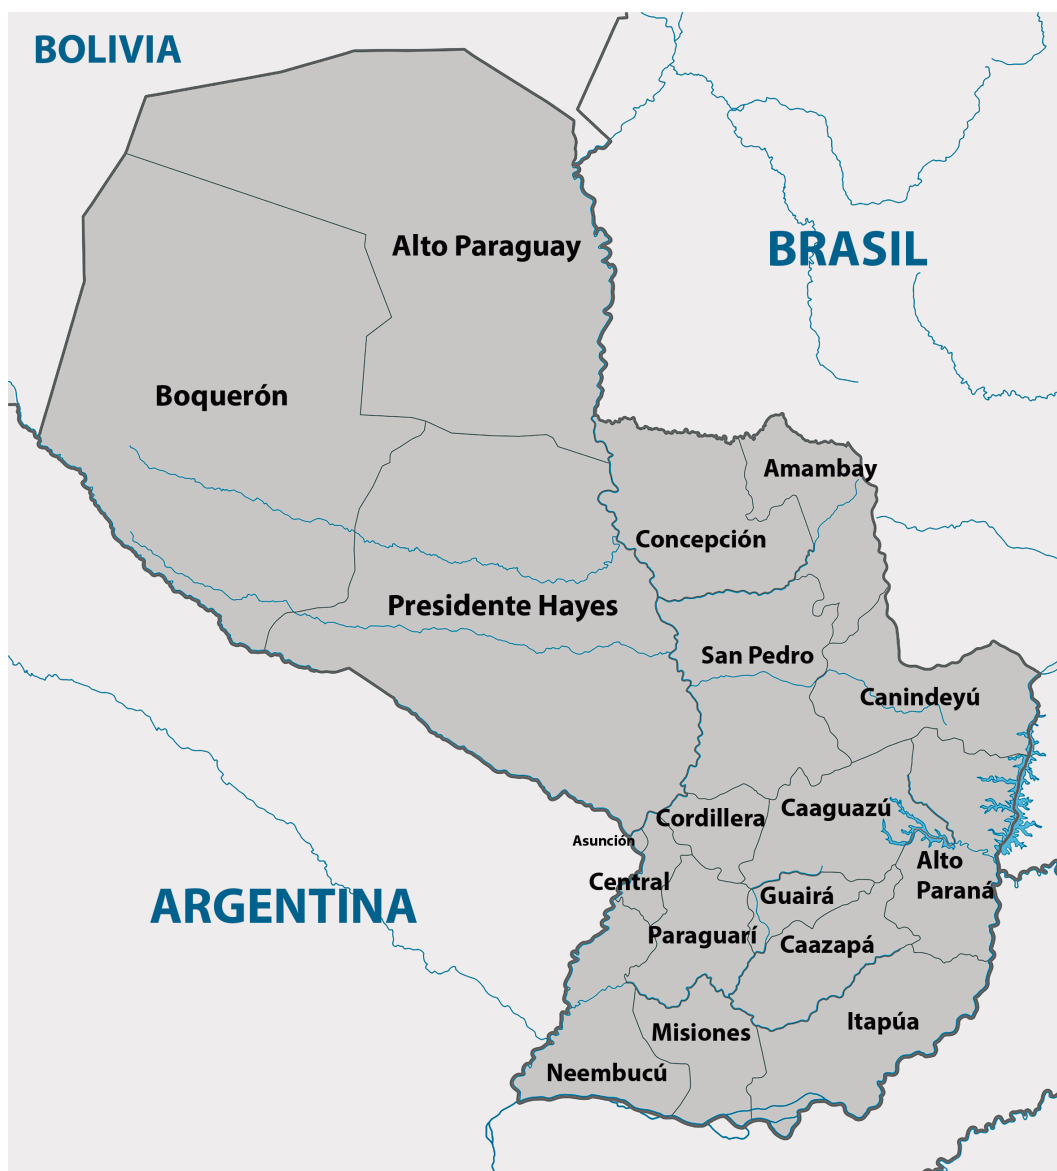 BOLIVIA
Alto Paraguay
BRASIL
Boquerón
Amambay
Concepción
Presidente Hayes
San Pedro
Canindeyú
Caaguazú
Cordillera
Asunción
Alto
Paraná
Central
Guairá
ARGENTINA
Paraguarí
Caazapá
Itapúa
Misiones
Neembucú